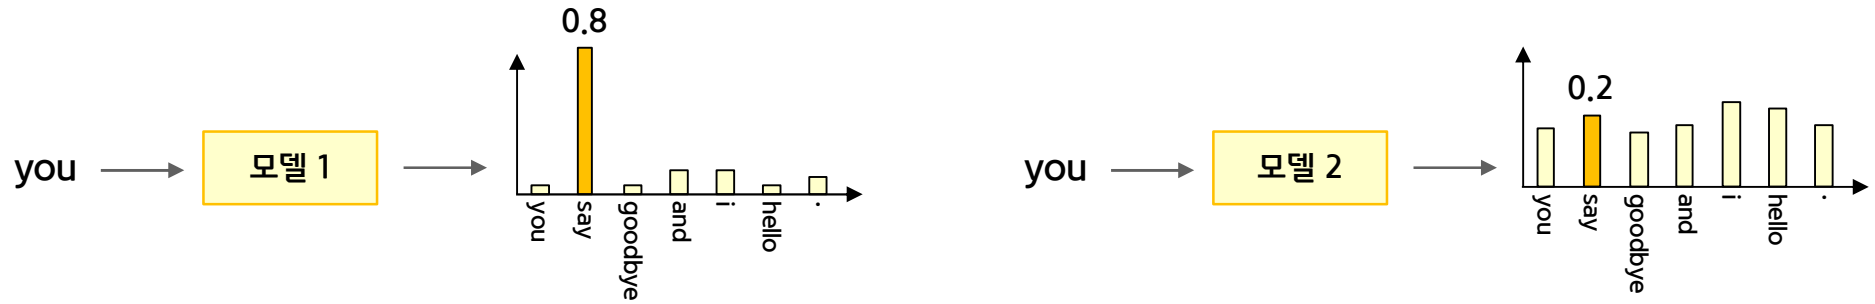 0.8
you
모델 1
you
say
goodbye
and
i
hello
.
0.2
you
모델 2
you
say
goodbye
and
i
hello
.